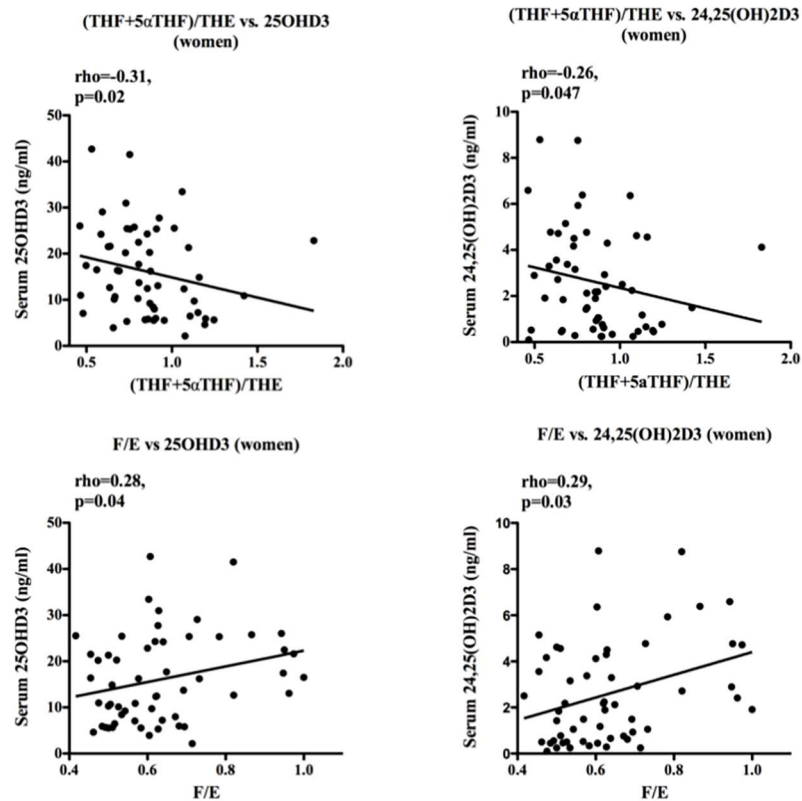 (THF+5αTHF)/THE vs. 25OHD3
(women)
rho=-0.31,
p=0.02
50
40
30
20
10
0
Serum 25OHD3 (ng/ml)
0.5
1.0
1.5
2.0
(THF+5αTHF)/THE
(THF+5αTHF)/THE vs. 24,25(OH)2D3
(women)
rho=-0.26,
p=0.047
10
8
6
4
2
0
Serum 24,25(OH)2D3 (ng/ml)
0.5
1.0
1.5
2.0
(THF+5aTHF)/THE
F/E vs 25OHD3 (women)
rho=0.28,
p=0.04
50
40
30
20
10
0
Serum 25OHD3 (ng/ml)
0.4
0.6
0.8
1.0
F/E
F/E vs. 24,25(OH)2D3 (women)
rho=0.29,
p=0.03
10
8
6
4
2
0
Serum 24,25(OH)2D3 (ng/ml)
0.4
0.6
0.8
1.0
F/E